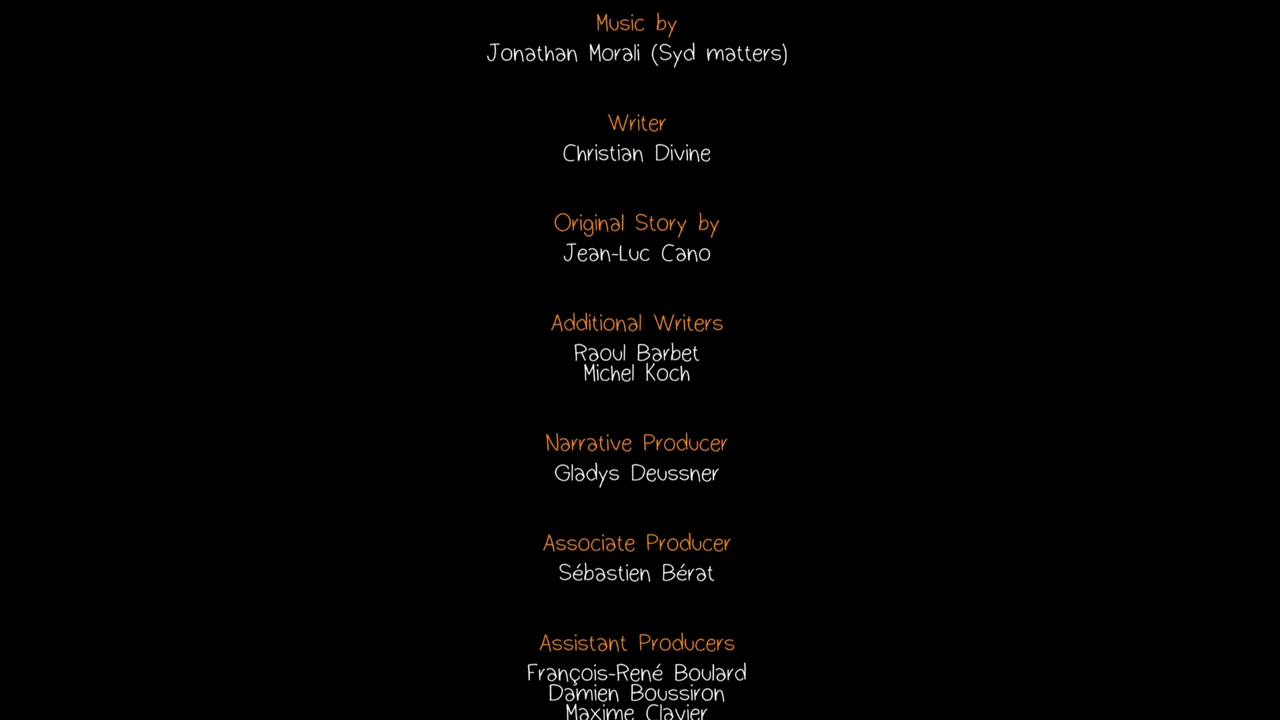 Music by
Jonathan Morali (Syd matters)
Writer
Christian Divine
Original Story by
Jean-Luc Cano
Additional Writers
Raoul Barbet
Michel Koch
Narrative Producer
Gladys Deussner
Associate Producer
Sébastien Bérat
Assistant Producers
François-René Boulard
Damien Boussiron
Maxime Clavier